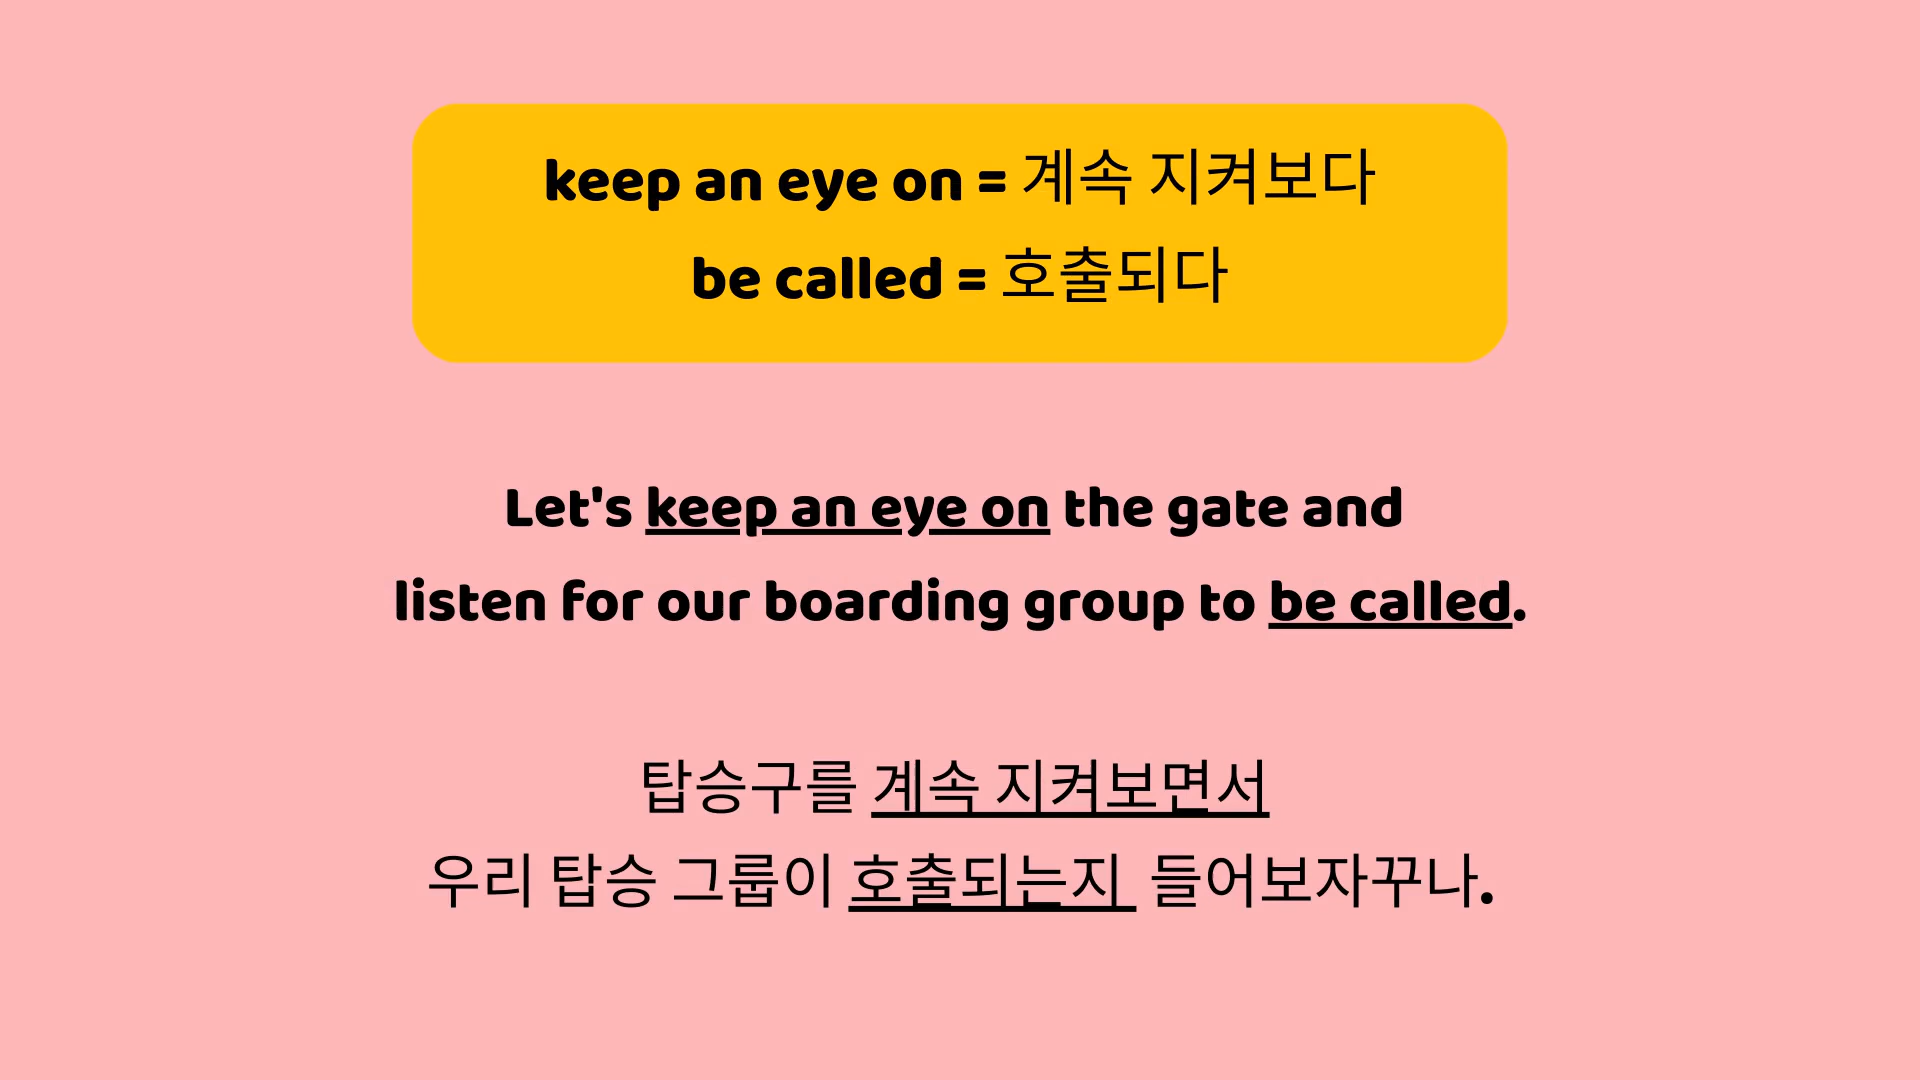 keep an eye on = 계속 지켜보다
be called = 호출되다
Let's keep an eye on the gate and
listen for our boarding group to be called.
탑승구를 계속 지켜보면서
우리 탑승 그룹이 호출되는지 들어보자꾸나.